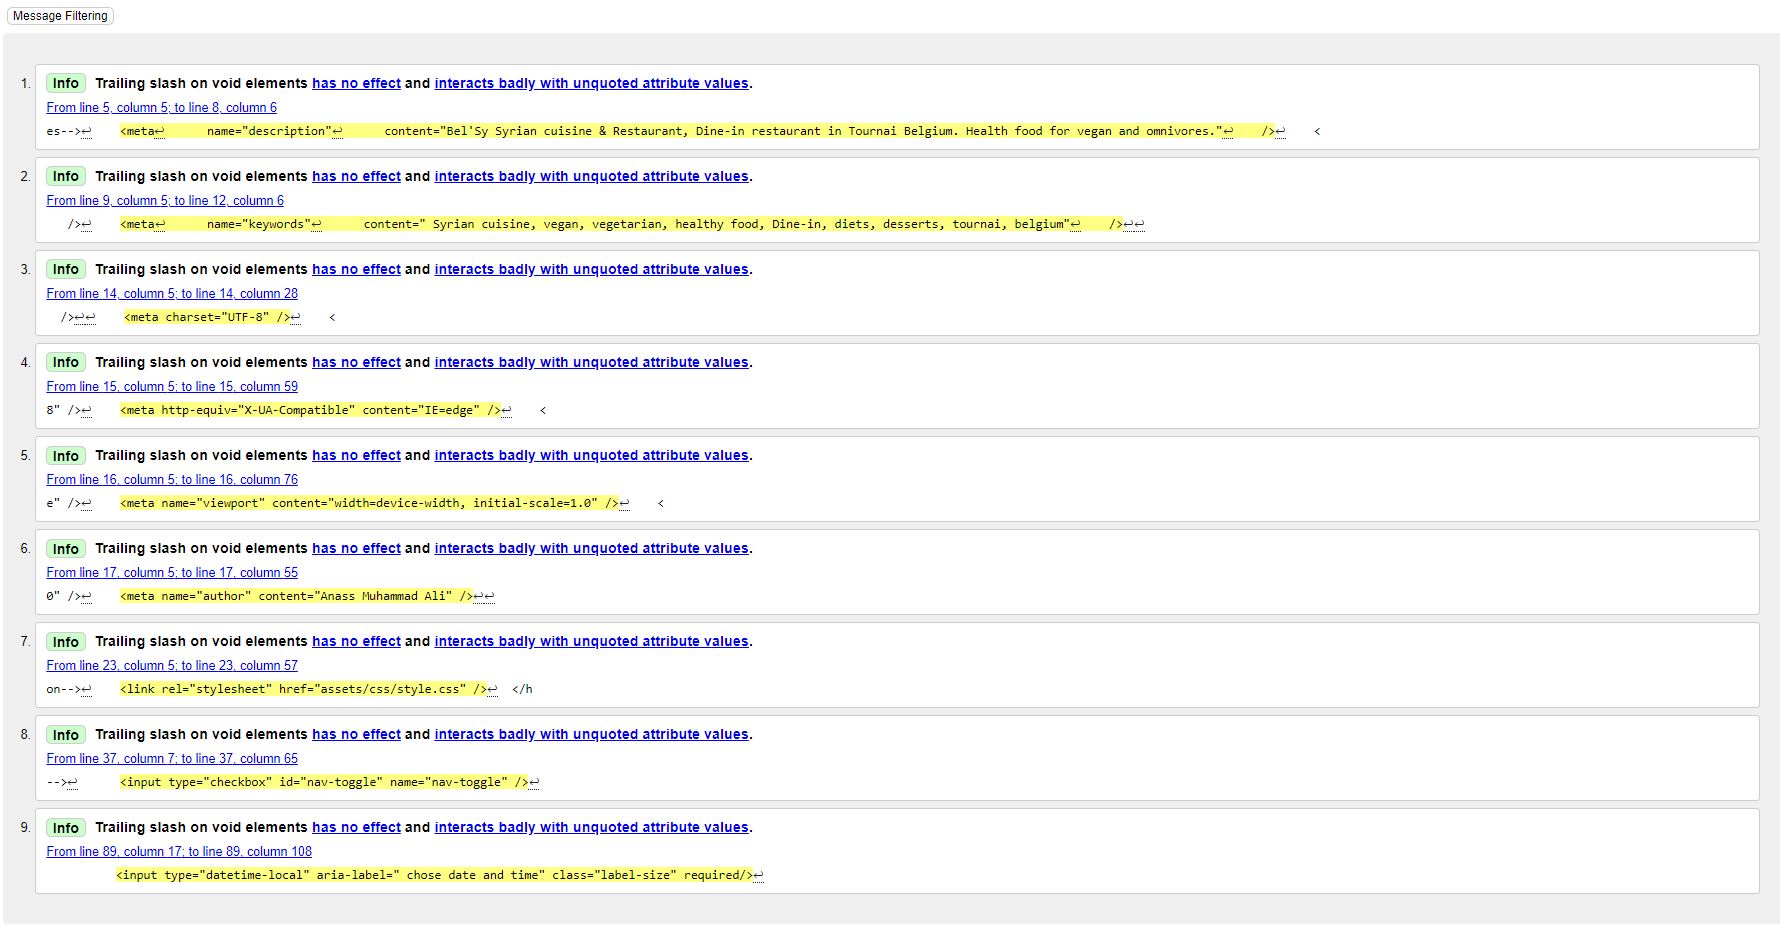 Message Filtering
1. Info Trailing slash on void elements has no effect and interacts badly with unquoted attribute values.
From line 5, column 5; to line 8, column 6
es-->↩    <meta↩      name="description"↩      content="Bel'Sy Syrian cuisine & Restaurant, Dine-in restaurant in Tournai Belgium. Health food for vegan and omnivores."↩    />↩    <
2. Info Trailing slash on void elements has no effect and interacts badly with unquoted attribute values.
From line 9, column 5; to line 12, column 6
/>↩    <meta↩      name="keywords"↩      content=" Syrian cuisine, vegan, vegetarian, healthy food, Dine-in, diets, desserts, tournai, belgium"↩    />↩↩
3. Info Trailing slash on void elements has no effect and interacts badly with unquoted attribute values.
From line 14, column 5; to line 14, column 28
/>↩↩    <meta charset="UTF-8" />↩    <
4. Info Trailing slash on void elements has no effect and interacts badly with unquoted attribute values.
From line 15, column 5; to line 15, column 59
8" />↩    <meta http-equiv="X-UA-Compatible" content="IE=edge" />↩    <
5. Info Trailing slash on void elements has no effect and interacts badly with unquoted attribute values.
From line 16, column 5; to line 16, column 76
e" />↩    <meta name="viewport" content="width=device-width, initial-scale=1.0" />↩    <
6. Info Trailing slash on void elements has no effect and interacts badly with unquoted attribute values.
From line 17, column 5; to line 17, column 55
0" />↩    <meta name="author" content="Anass Muhammad Ali" />↩↩
7. Info Trailing slash on void elements has no effect and interacts badly with unquoted attribute values.
From line 23, column 5; to line 23, column 57
on-->↩    <link rel="stylesheet" href="assets/css/style.css" />↩  </h
8. Info Trailing slash on void elements has no effect and interacts badly with unquoted attribute values.
From line 37, column 7; to line 37, column 65
-->↩      <input type="checkbox" id="nav-toggle" name="nav-toggle" />↩
9. Info Trailing slash on void elements has no effect and interacts badly with unquoted attribute values.
From line 89, column 17; to line 89, column 108
<input type="datetime-local" aria-label=" chose date and time" class="label-size" required/>↩